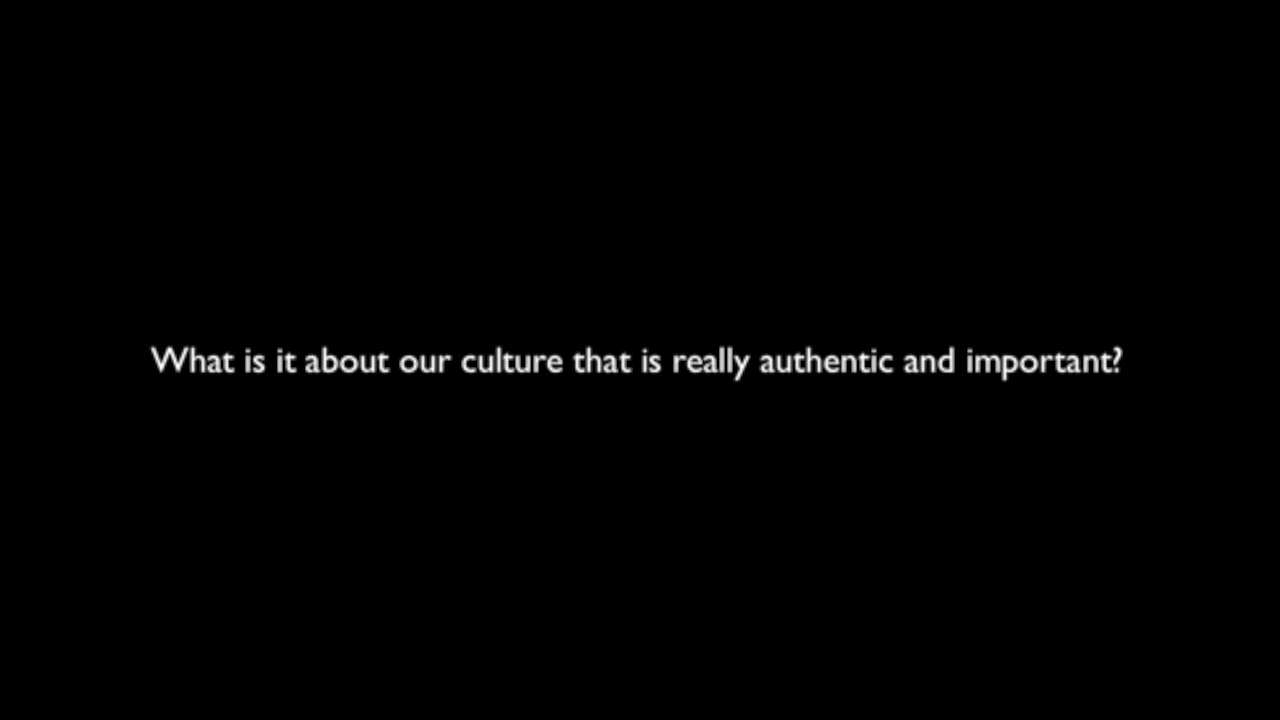 What is it about our culture that is really authentic and important?